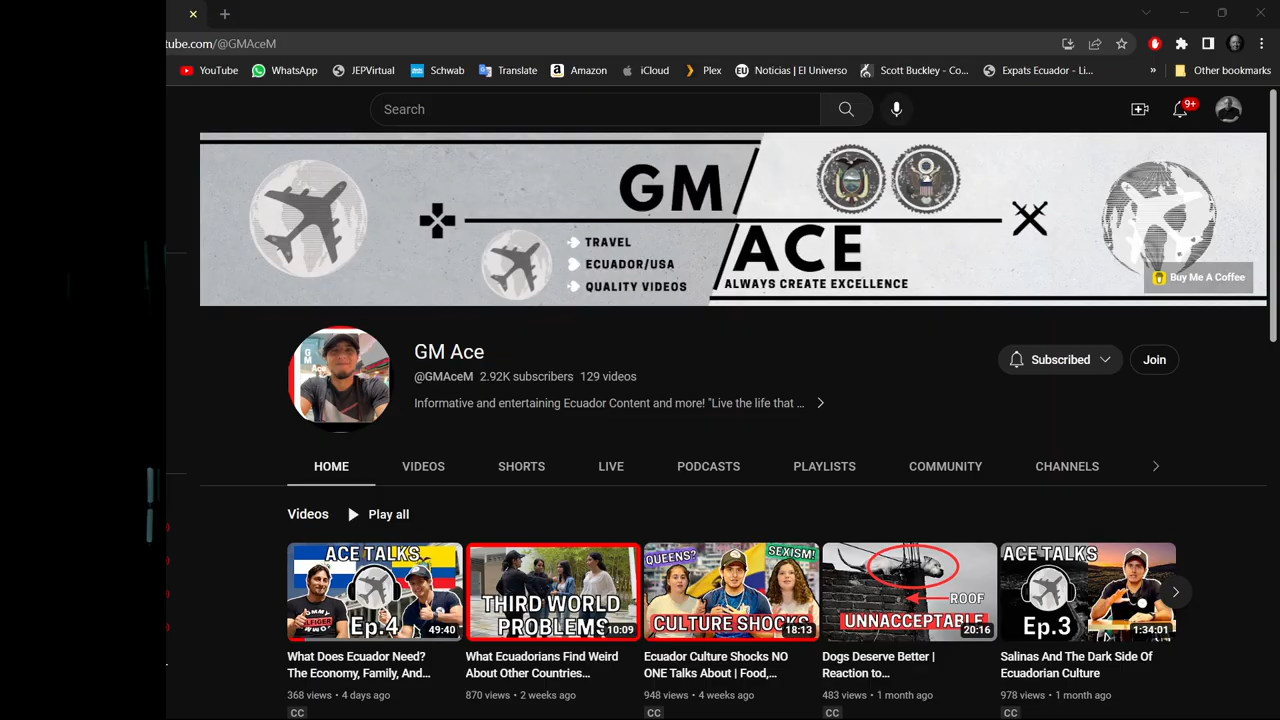 tube.com/@GMAceM
YouTube WhatsApp JEPVirtual Schwab Translate Amazon iCloud Plex Noticias | El Universo Scott Buckley - Co... Expats Ecuador - Li... » Other bookmarks
Search
9+
GM
ACE
TRAVEL
ECUADOR/USA
QUALITY VIDEOS
ALWAYS CREATE EXCELLENCE
Buy Me A Coffee
GM Ace
@GMAceM 2.92K subscribers 129 videos
Informative and entertaining Ecuador Content and more! "Live the life that ...
Subscribed
Join
HOME VIDEOS SHORTS LIVE PODCASTS PLAYLISTS COMMUNITY CHANNELS
Videos Play all
ACE TALKS
Ep.4
49:40
THIRD WORLD
PROBLEMS
10:09
QUEENS?
SEXISM!
CULTURE SHOCKS
18:13
ROOF
UNNACCEPTABLE
20:16
ACE TALKS
Ep.3
1:34:01
What Does Ecuador Need?
The Economy, Family, And...
368 views • 4 days ago
CC
What Ecuadorians Find Weird
About Other Countries...
870 views • 2 weeks ago
Ecuador Culture Shocks NO
ONE Talks About | Food,...
948 views • 4 weeks ago
CC
Dogs Deserve Better |
Reaction to...
483 views • 1 month ago
Salinas And The Dark Side Of
Ecuadorian Culture
978 views • 1 month ago
CC